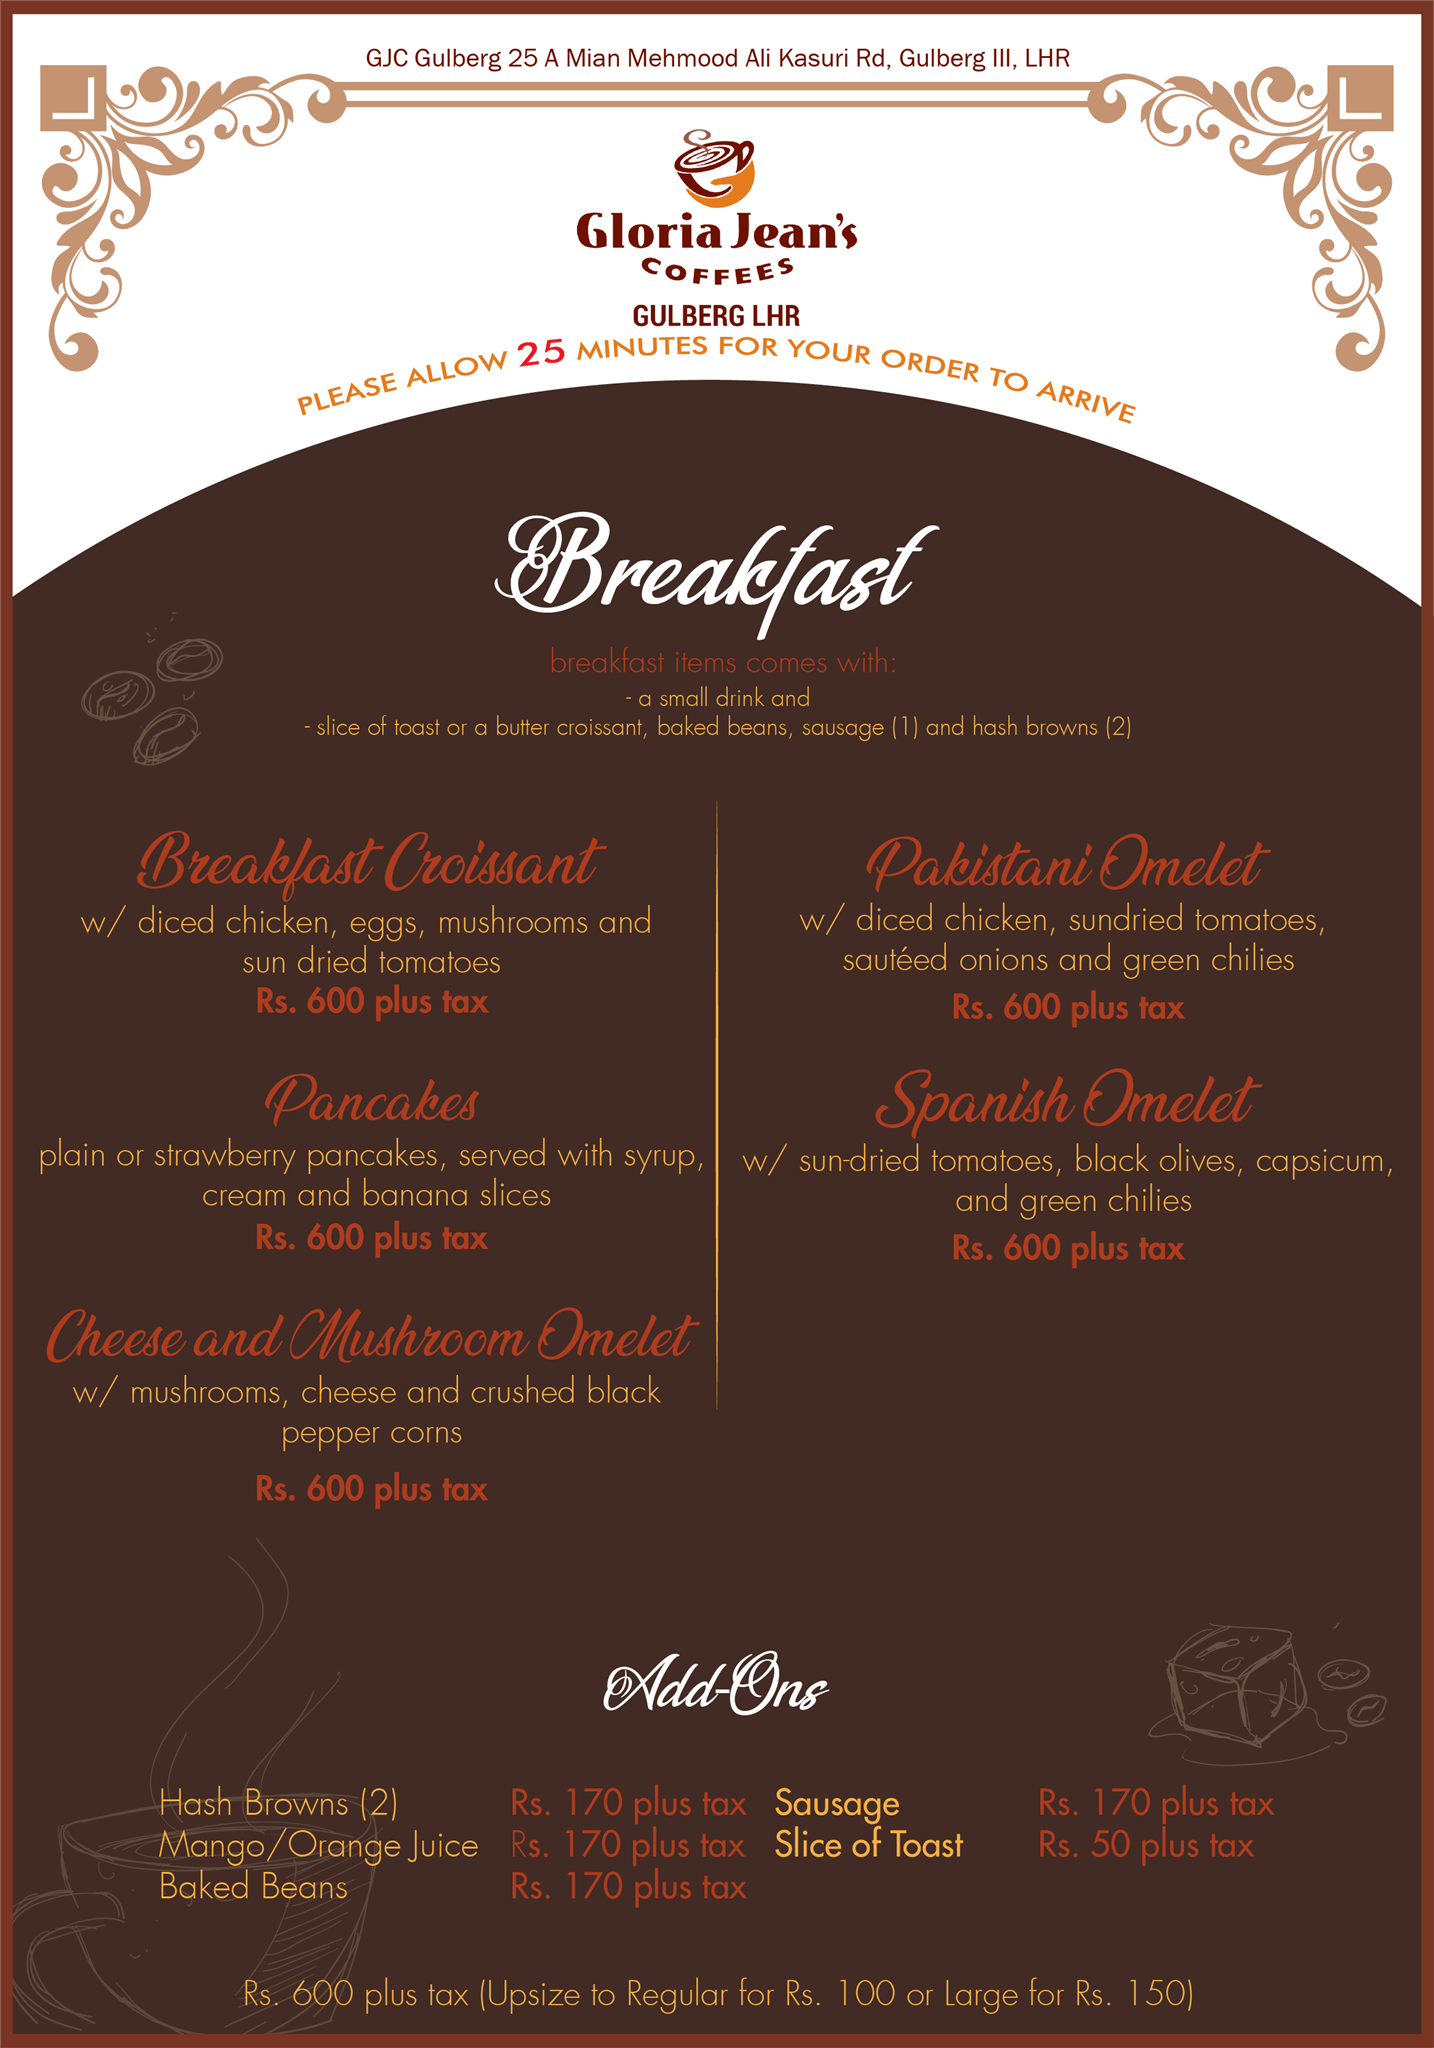 GJC Gulberg 25 A Mian Mehmood Ali Kasuri Rd, Gulberg III, LHR
Gloria Jean's
COFFEES
GULBERG LHR
PLEASE ALLOW 25 MINUTES FOR YOUR ORDER TO ARRIVE
Breakfast
breakfast items comes with:
- a small drink and
- slice of toast or a butter croissant, baked beans, sausage (1) and hash browns (2)
Breakfast Croissant
w/ diced chicken, eggs, mushrooms and
sun dried tomatoes
Rs. 600 plus tax
Pancakes
plain or strawberry pancakes, served with syrup,
cream and banana slices
Rs. 600 plus tax
Cheese and Mushroom Omelet
w/ mushrooms, cheese and crushed black
pepper corns
Rs. 600 plus tax
Pakistani Omelet
w/ diced chicken, sundried tomatoes,
sautéed onions and green chilies
Rs. 600 plus tax
Spanish Omelet
w/ sun-dried tomatoes, black olives, capsicum,
and green chilies
Rs. 600 plus tax
Add-Ons
Hash Browns (2) Rs. 170 plus tax
Mango/Orange Juice Rs. 170 plus tax
Baked Beans Rs. 170 plus tax
Sausage Rs. 170 plus tax
Slice of Toast Rs. 50 plus tax
Rs. 600 plus tax (Upsize to Regular for Rs. 100 or Large for Rs. 150)